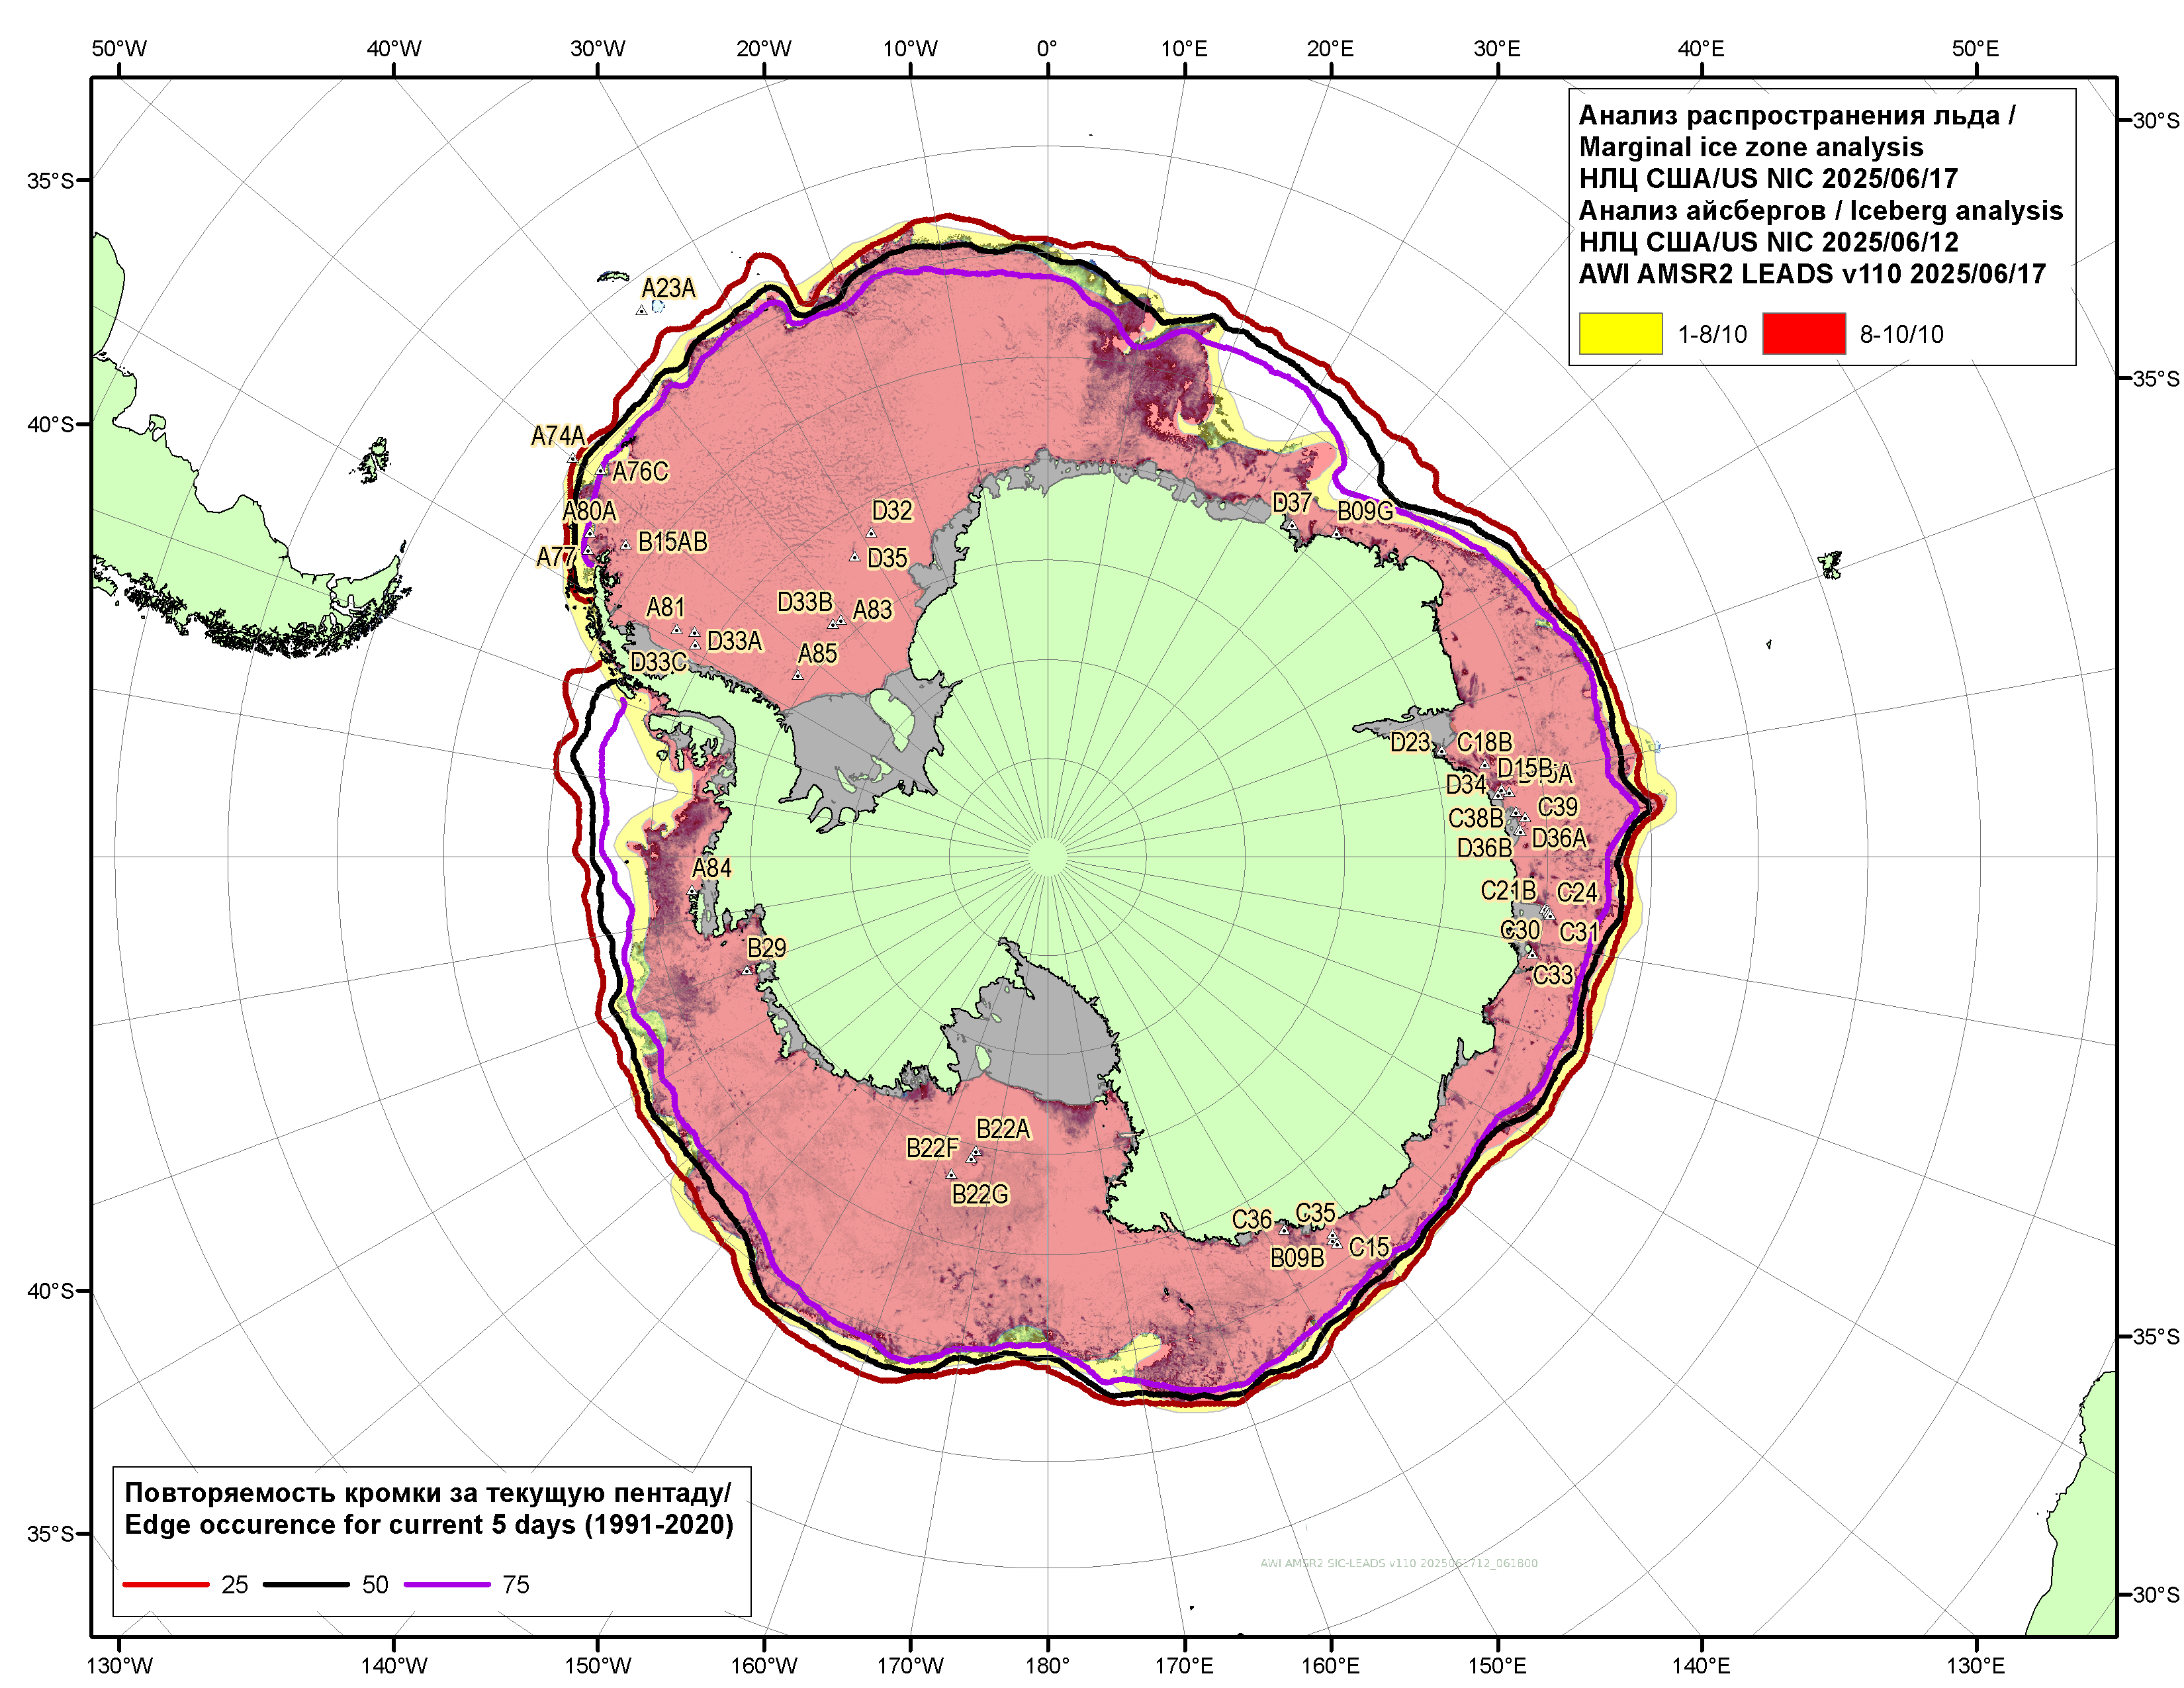 50°W 40°W 30°W 20°W 10°W 0° 10°E 20°E 30°E 40°E 50°E
Анализ распространения льда /
Marginal ice zone analysis
НЛЦ США/US NIC 2025/06/17
Анализ айсбергов / Iceberg analysis
НЛЦ США/US NIC 2025/06/12
AWI AMSR2 LEADS v110 2025/06/17
1-8/10 8-10/10
30°S
35°S
35°S
40°S
A23A
A74A
A76C
A80A
A77
B15AB
D32
D35
D37
B09G
A81
D33B
A83
D33A
D33C
A85
D23
C18B
D15B
D34
C39
C38B
D36A
D36B
A84
C21B
C24
C30
C31
C33
B29
B22A
B22F
B22G
C36
C35
B09B
C15
40°S
35°S
35°S
30°S
Повторяемость кромки за текущую пентаду/
Edge occurence for current 5 days (1991-2020)
25 50 75
130°W 140°W 150°W 160°W 170°W 180° 170°E 160°E 150°E 140°E 130°E